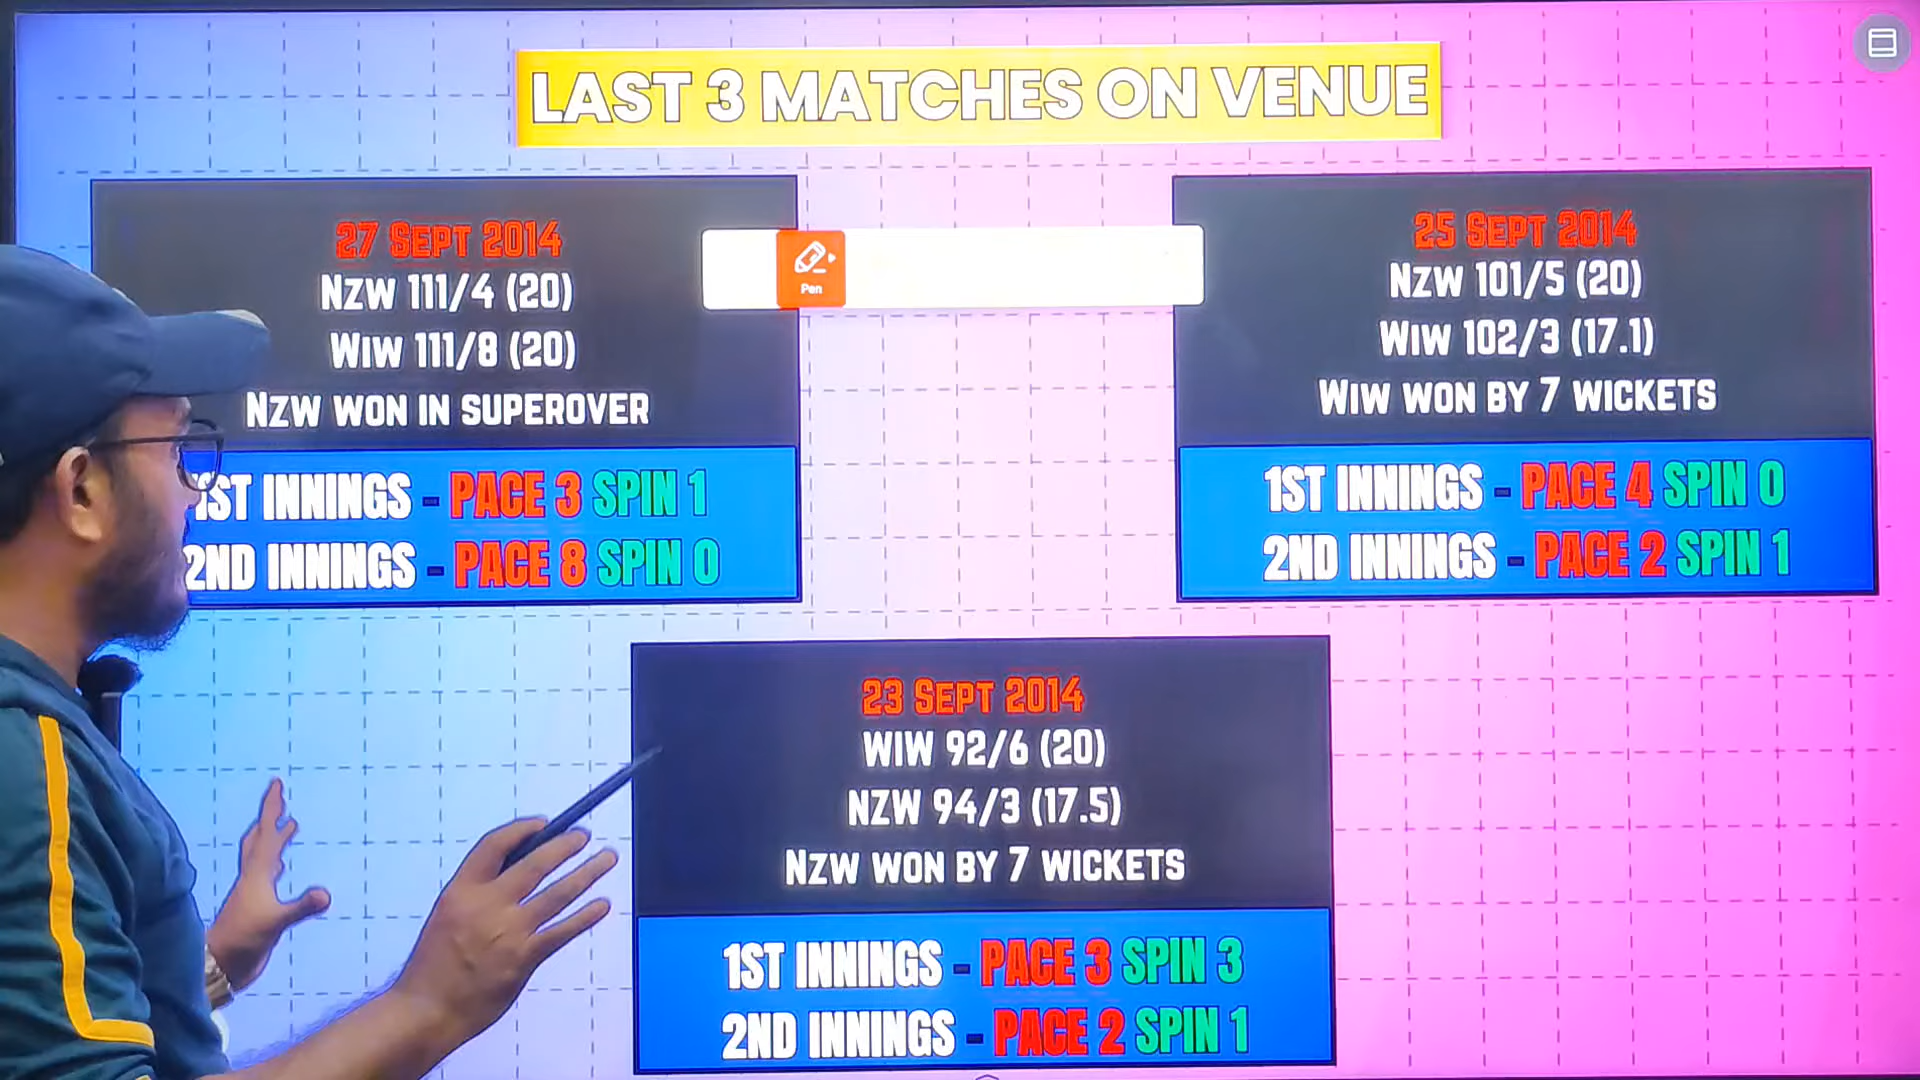 LAST 3 MATCHES ON VENUE
27 SEPT 2014
NZW 111/4 (20)
WIW 111/8 (20)
NZW WON IN SUPEROVER
1ST INNINGS - PACE 3 SPIN 1
2ND INNINGS - PACE 8 SPIN 0
Pen
25 SEPT 2014
NZW 101/5 (20)
WIW 102/3 (17.1)
WIW WON BY 7 WICKETS
1ST INNINGS - PACE 4 SPIN 0
2ND INNINGS - PACE 2 SPIN 1
23 SEPT 2014
WIW 92/6 (20)
NZW 94/3 (17.5)
NZW WON BY 7 WICKETS
1ST INNINGS - PACE 3 SPIN 3
2ND INNINGS - PACE 2 SPIN 1